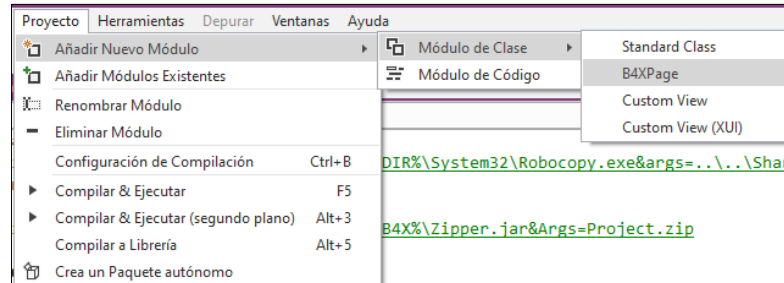 Proyecto Herramientas Depurar Ventanas Ayuda
Añadir Nuevo Módulo
Añadir Módulos Existentes
Renombrar Módulo
Eliminar Módulo
Configuración de Compilación Ctrl+B
Compilar & Ejecutar F5
Compilar & Ejecutar (segundo plano) Alt+3
Compilar a Librería Alt+5
Crea un Paquete autónomo
Módulo de Clase
Módulo de Código
Standard Class
B4XPage
Custom View
Custom View (XUI)
DIR%\System32\Robocopy.exe&args=..\..\Shar
B4X%\Zipper.jar&Args=Project.zip